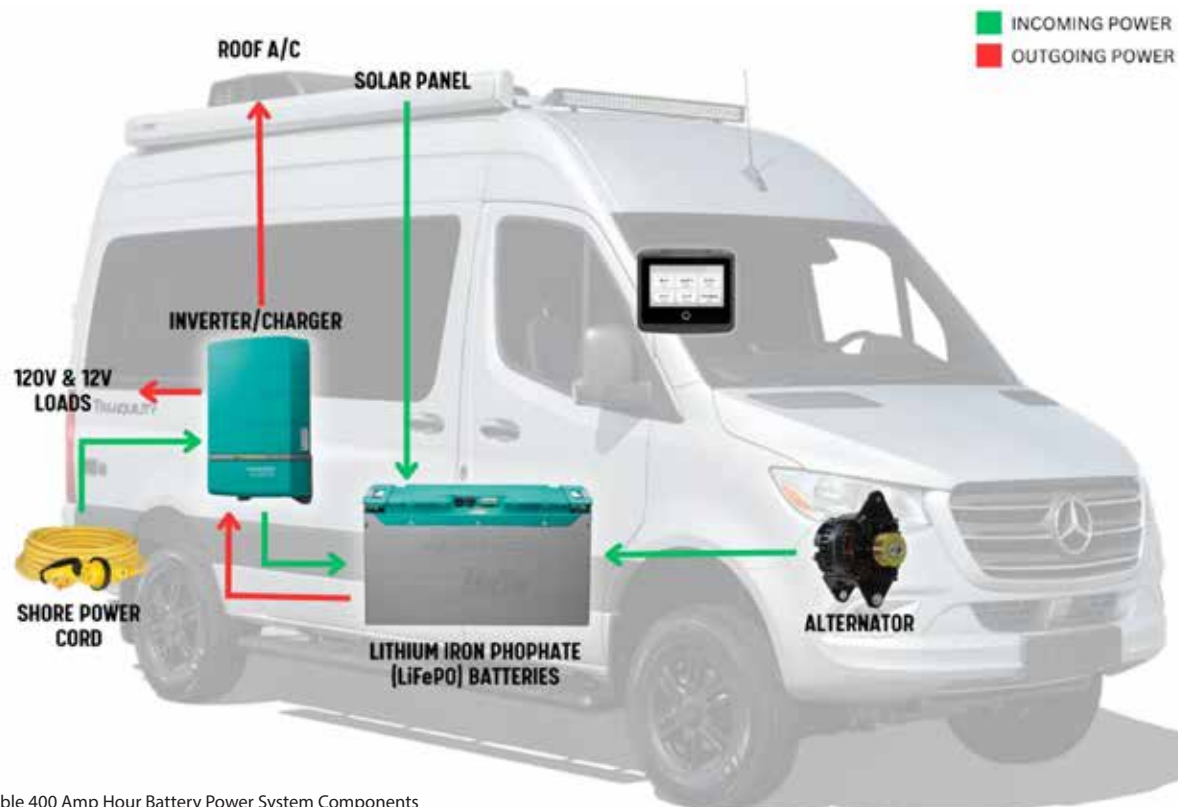 INCOMING POWER
OUTGOING POWER
ROOF A/C
SOLAR PANEL
INVERTER/CHARGER
120V & 12V
LOADS
TRANQUILITY
SHORE POWER
CORD
LITHIUM IRON PHOPHATE
(LiFePO) BATTERIES
ALTERNATOR
ble 400 Amp Hour Battery Power System Components